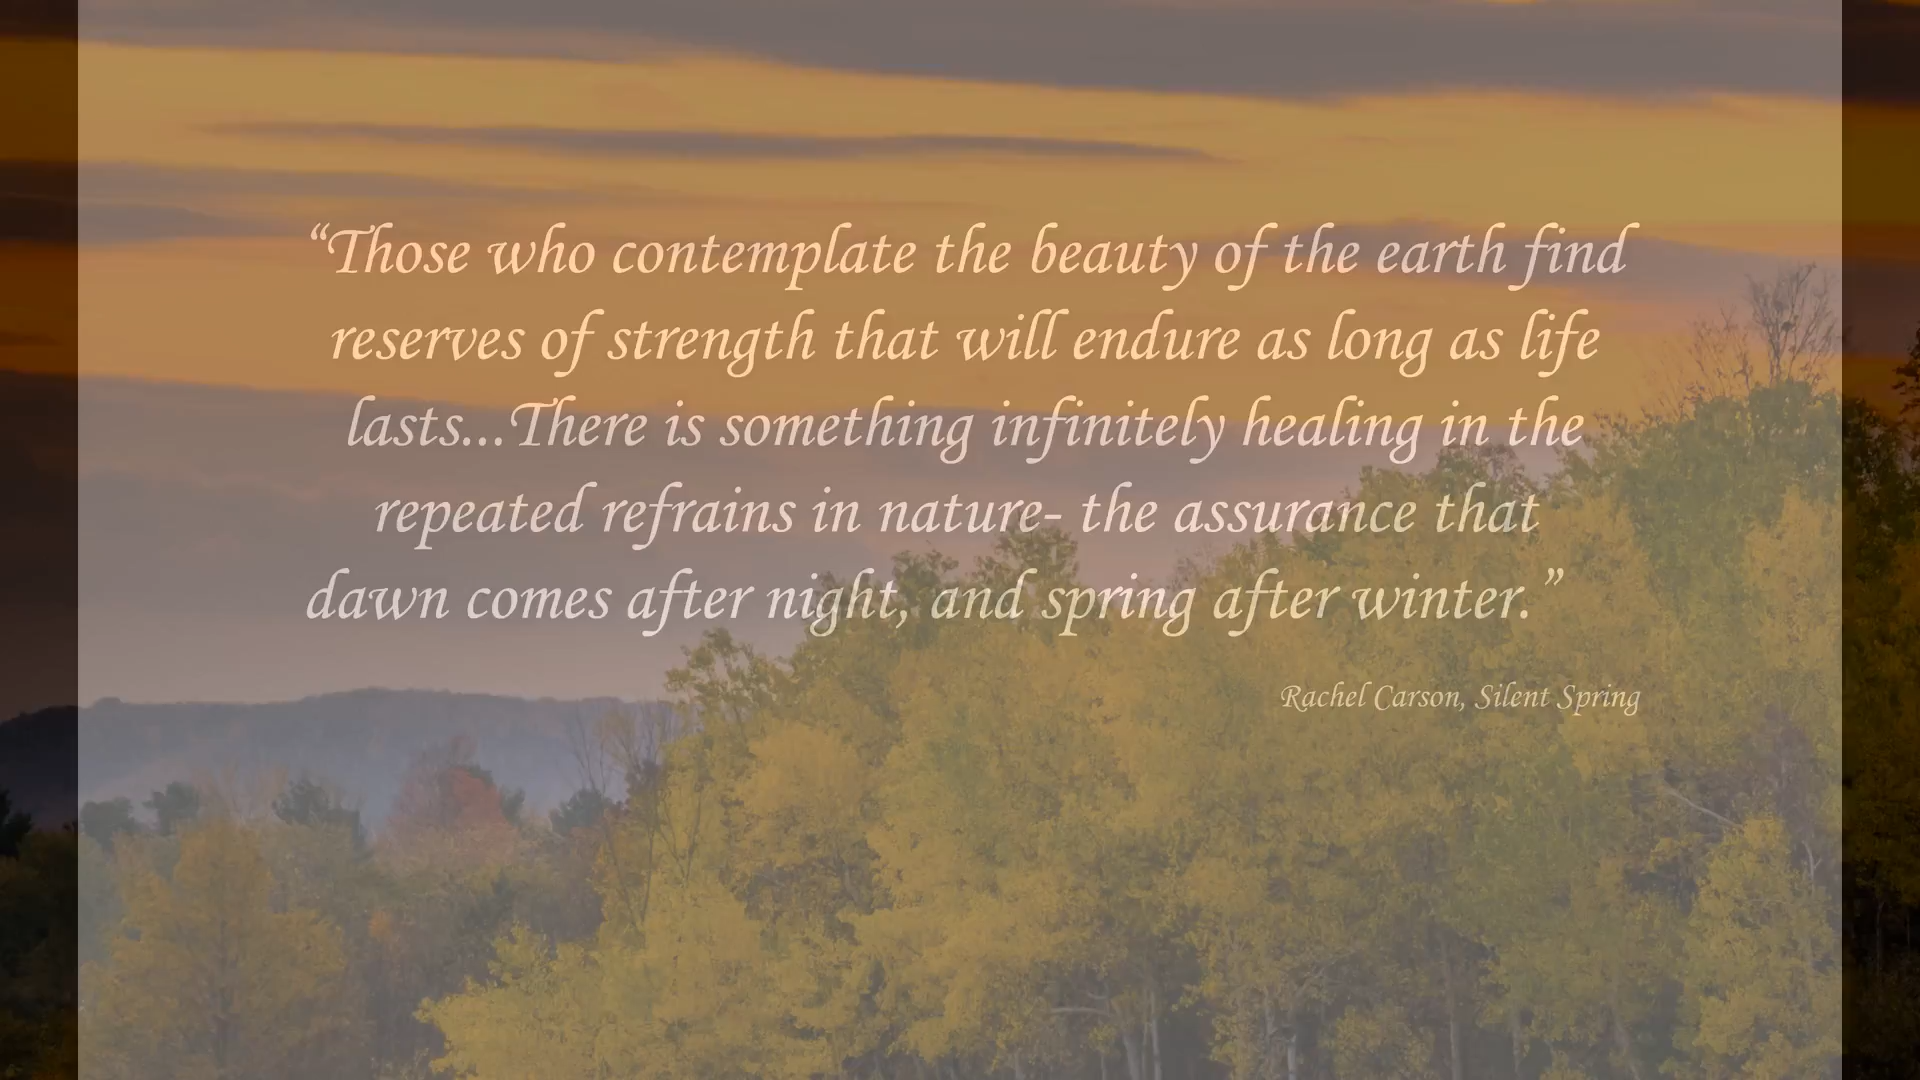 “Those who contemplate the beauty of the earth find
reserves of strength that will endure as long as life
lasts...There is something infinitely healing in the
repeated refrains in nature- the assurance that
dawn comes after night, and spring after winter.”
Rachel Carson, Silent Spring